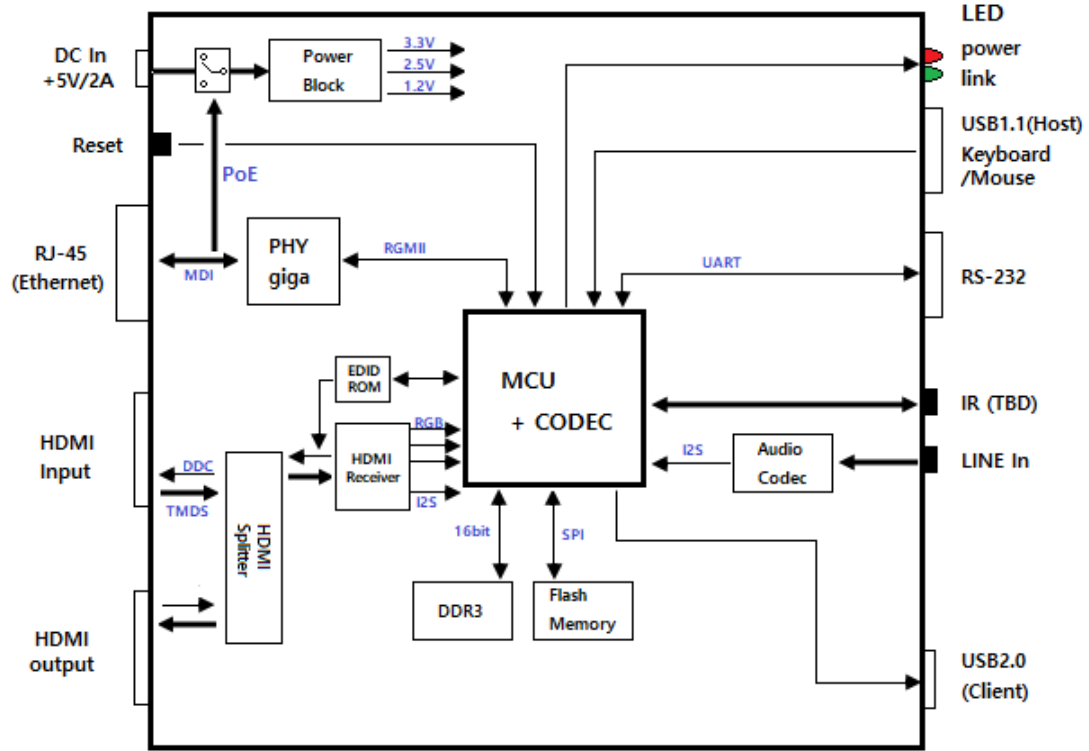 LED
DC In
+5V/2A
Power
Block
3.3V
2.5V
1.2V
power
link
Reset
PoE
USB1.1(Host)
Keyboard
/Mouse
RJ-45
(Ethernet)
MDI
PHY
giga
RGMII
UART
RS-232
EDID
ROM
MCU
+ CODEC
IR (TBD)
HDMI
Input
DDC
TMDS
HDMI
Splitter
HDMI
Receiver
RGB
I2S
I2S
Audio
Codec
LINE In
16bit
SPI
DDR3
Flash
Memory
HDMI
output
USB2.0
(Client)